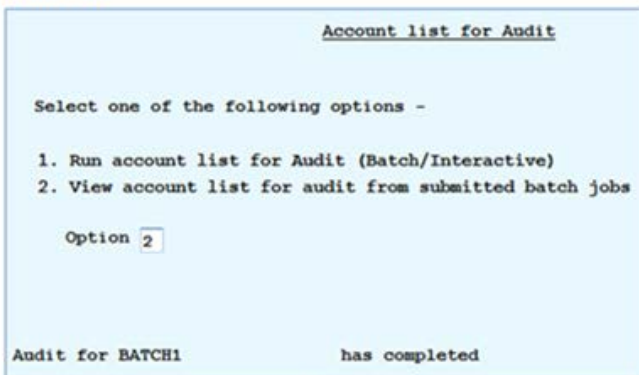 Account list for Audit
Select one of the following options -
1. Run account list for Audit (Batch/Interactive)
2. View account list for audit from submitted batch jobs
Option 2
Audit for BATCH1 has completed